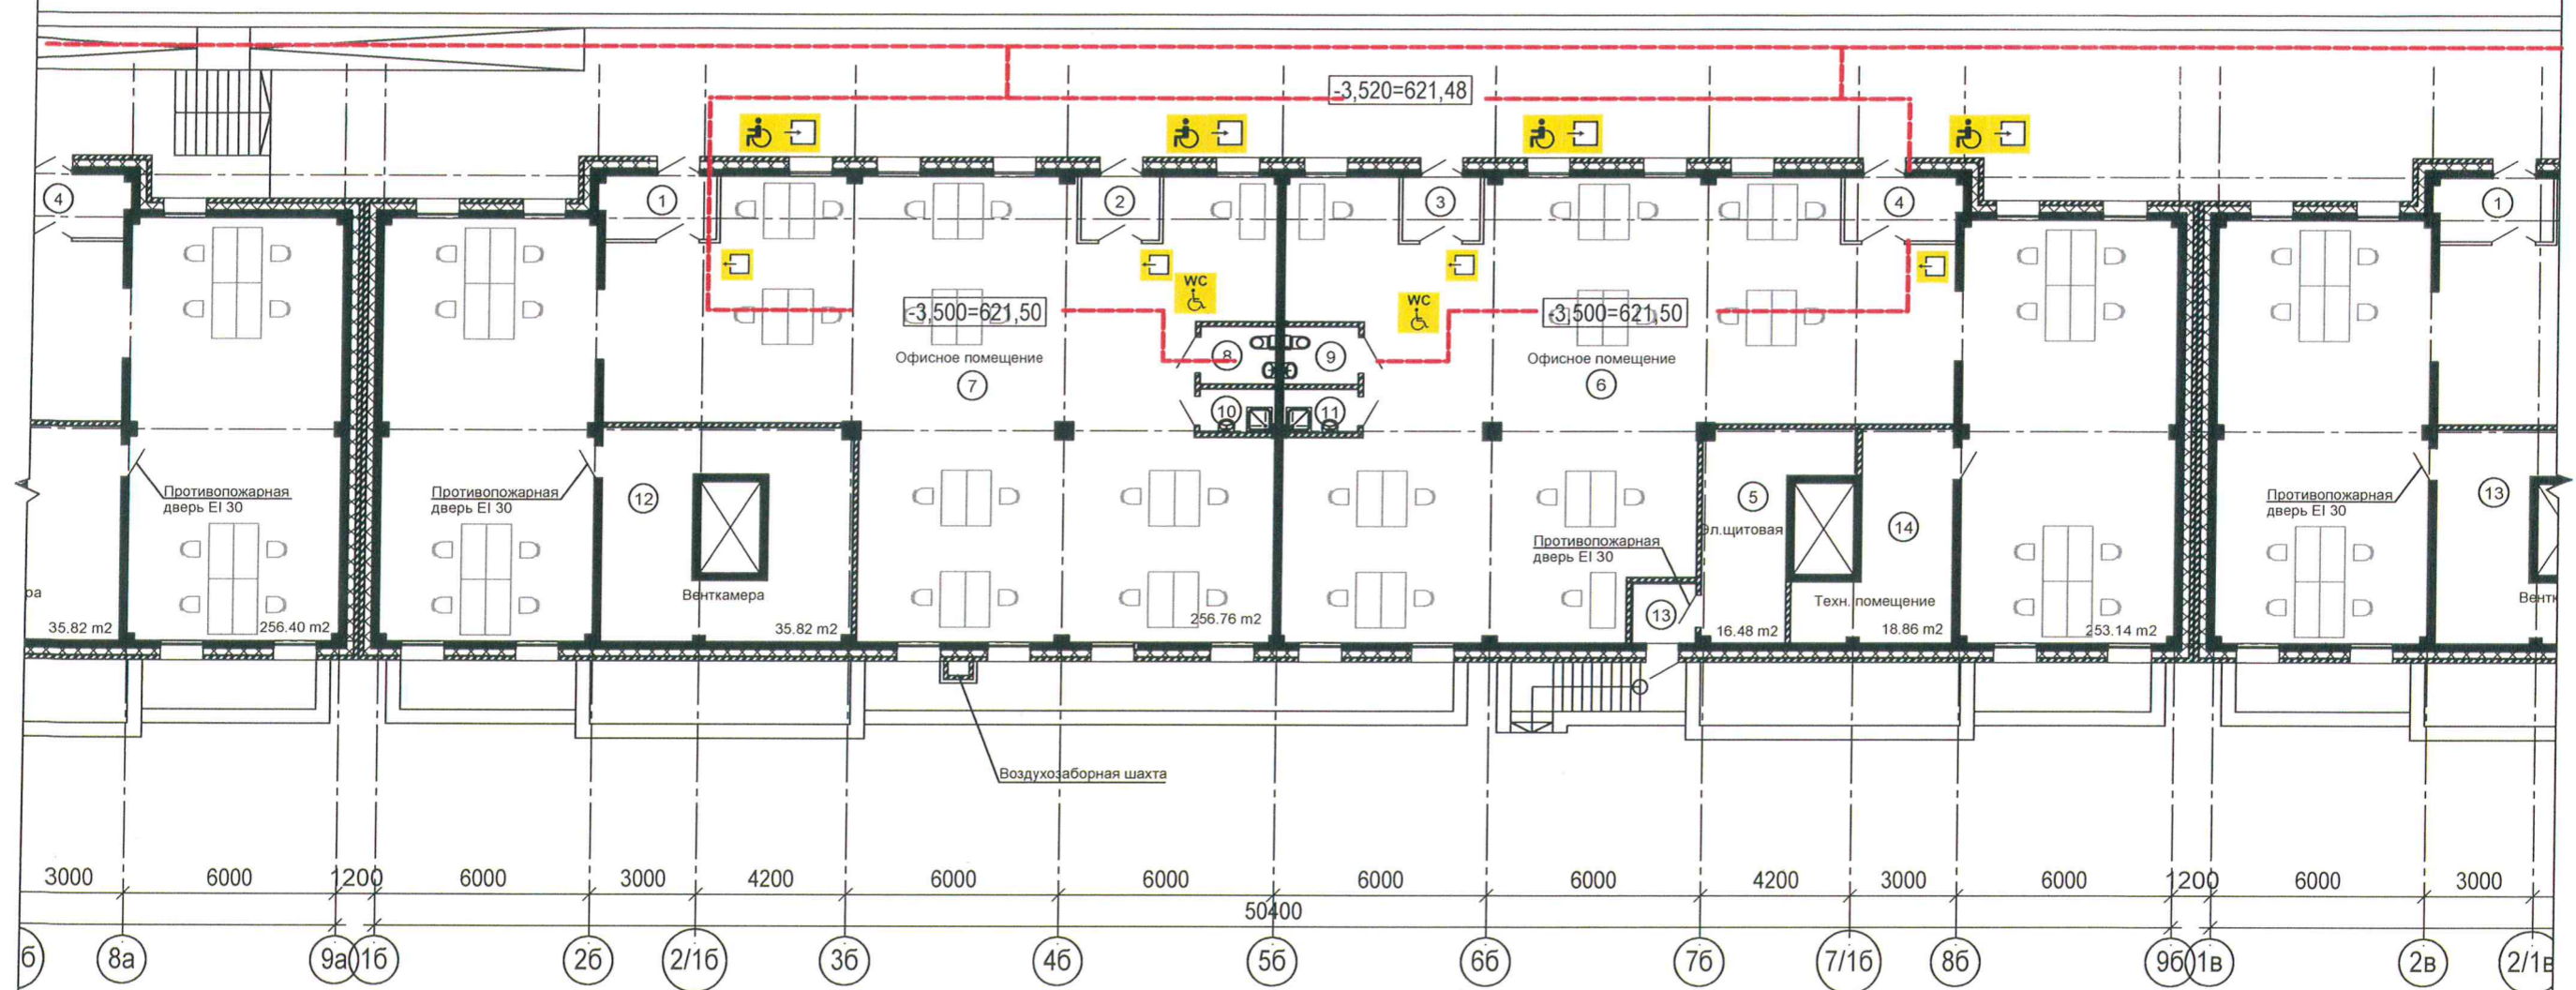 -3,520=621,48
4
1
2
3
4
1
WC
WC
-3,500=621,50
-3,500=621,50
8
9
Офисное помещение
7
Офисное помещение
6
10
11
Противопожарная
дверь EI 30
Противопожарная
дверь EI 30
12
5
Эл.щитовая
14
Противопожарная
дверь EI 30
13
Противопожарная
дверь EI 30
ра
Венткамера
13
Техн. помещение
Вентк
35.82 m2
256.40 m2
35.82 m2
256.76 m2
16.48 m2
18.86 m2
253.14 m2
Воздухозаборная шахта
3000 6000 1200 6000 3000 4200 6000 6000 6000 6000 4200 3000 6000 1200 6000 3000
50400
б 8а 9а 1б 2б 2/1б 3б 4б 5б 6б 7б 7/1б 8б 9б 1в 2в 2/1в